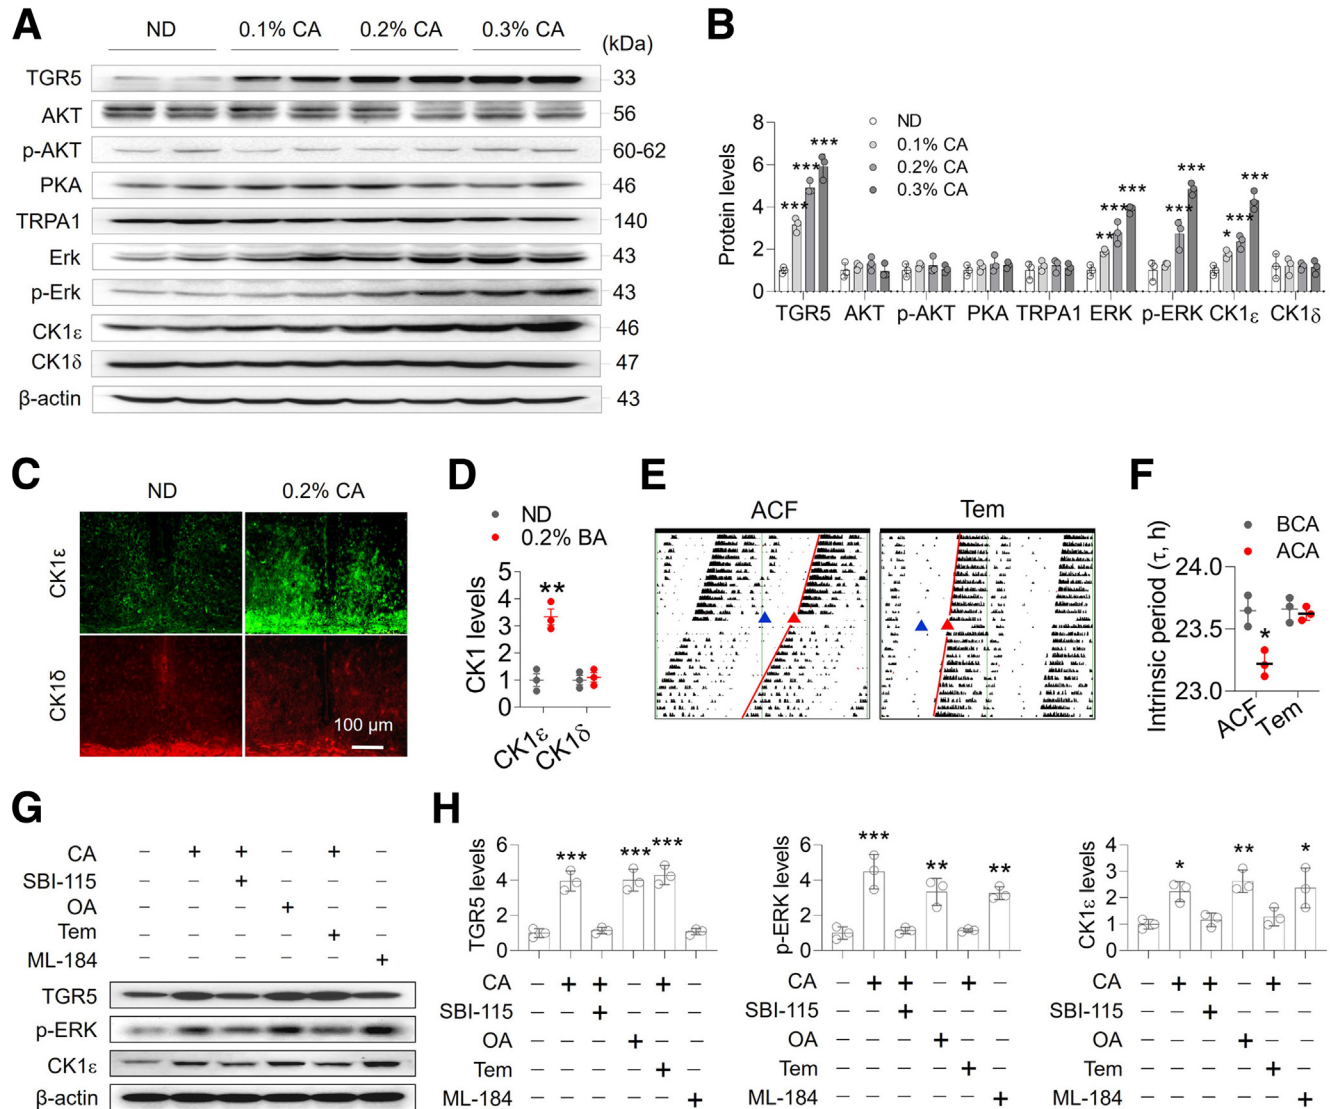 A
ND 0.1% CA 0.2% CA 0.3% CA
(kDa)
TGR5 33
AKT 56
p-AKT 60-62
PKA 46
TRPA1 140
Erk 43
p-Erk 43
CK1ε 46
CK1δ 47
β-actin 43
B
Protein levels
8
6
4
2
0
ND
0.1% CA
0.2% CA
0.3% CA
*** *** ***
** *** ***
*** ***
* *** ***
TGR5 AKT p-AKT PKA TRPA1 ERK p-ERK CK1ε CK1δ
C
ND 0.2% CA
CK1ε
CK1δ
100 µm
D
ND
0.2% BA
CK1 levels
5
4
3
2
1
0
**
CK1ε CK1δ
E
ACF Tem
F
BCA
ACA
Intrinsic period (τ, h)
24.0
23.5
23.0
*
ACF Tem
G
CA – + + – + –
SBI-115 – – + – – –
OA – – – + – –
Tem – – – – + –
ML-184 – – – – – +
TGR5
p-ERK
CK1ε
β-actin
H
TGR5 levels
6
4
2
0
*** *** ***
CA – + + – + –
SBI-115 – – + – – –
OA – – – + – –
Tem – – – – + –
ML-184 – – – – – +
p-ERK levels
6
4
2
0
*** ** **
CA – + + – + –
SBI-115 – – + – – –
OA – – – + – –
Tem – – – – + –
ML-184 – – – – – +
CK1ε levels
4
3
2
1
0
* ** *
CA – + + – + –
SBI-115 – – + – – –
OA – – – + – –
Tem – – – – + –
ML-184 – – – – – +